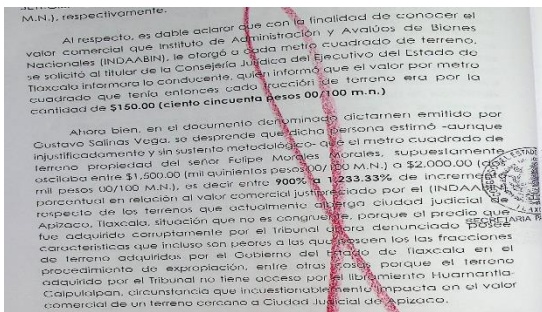 M.N.), respectivamente.
Al respecto, es dable aclarar que con la finalidad de conocer el
valor comercial que Instituto de Administración y Avalúos de Bienes
Nacionales (INDAABIN), le otorgó a cada metro cuadrado de terreno,
se solicitó al titular de la Consejería Jurídica del Ejecutivo del Estado de
Tlaxcala informara lo conducente, quién informó que el valor por metro
cuadrado que tenía entonces cada fracción de terreno era por la
cantidad de $150.00 (ciento cincuenta pesos 00/100 m.n.)
Ahora bien, en el documento denominado dictamen emitido por
Gustavo Salinas Vega, se desprende que dicha persona estimó -aunque
injustificadamente y sin sustento metodológico- que el metro cuadrado de
terreno propiedad del señor Felipe Morales Morales, supuestamente
oscilaba entre $1,500.00 (mil quinientos pesos 00/100 M.N.) a $2,000.00 (dos
mil pesos 00/100 M.N.), es decir entre 900% a 1,233.33% de incremento
porcentual en relación al valor comercial justipreciado por el (INDAA
respecto de los terrenos que actualmente alberga ciudad judicial
Apizaco, Tlaxcala, situación que no es congruente, porque el predio que
fue adquirido corruptamente por el Tribunal ahora denunciado posee
características que incluso son peores a las que poseen los las fracciones
de terreno adquiridas por el Gobierno del Estado de Tlaxcala en el
procedimiento de expropiación, entre otras cosas porque el terreno
adquirido por el Tribunal no tiene acceso por el libramiento Huamantla-
Calpulalpan, circunstancia que incuestionablemente impacta en el valor
comercial de un terreno cercano a Ciudad Judicial de Apizaco.
SECRETARIA